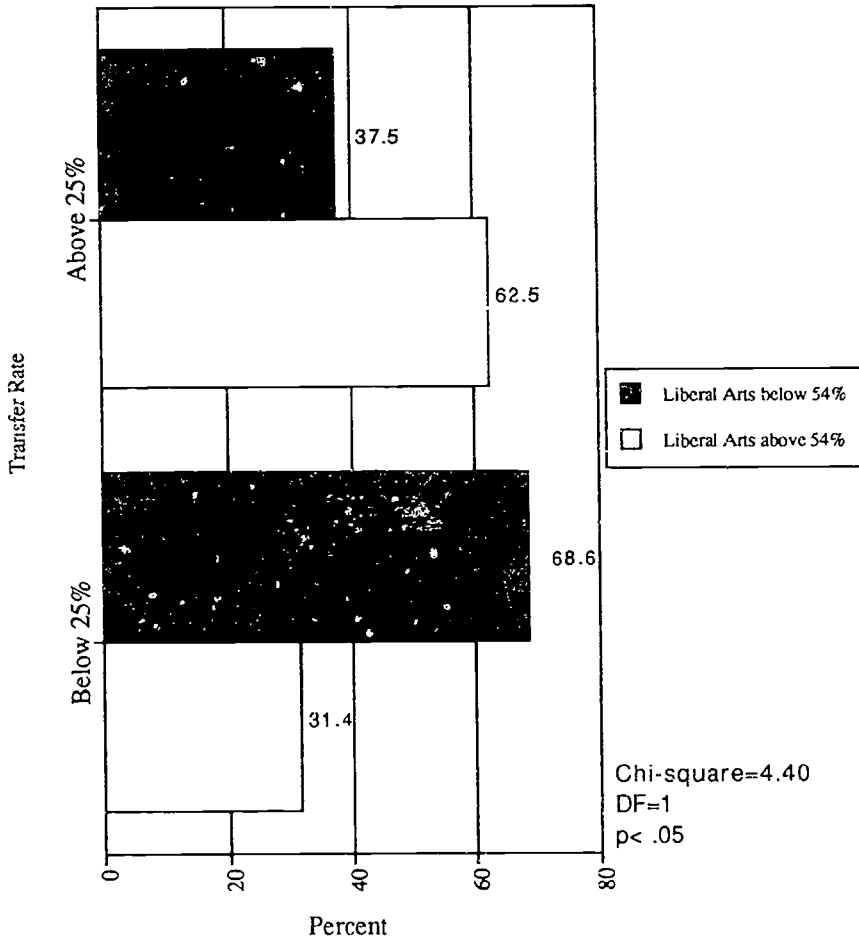 Transfer Rate
Above 25%
37.5
62.5
Below 25%
68.6
31.4
Liberal Arts below 54%
Liberal Arts above 54%
Chi-square=4.40
DF=1
p< .05
0
20
40
60
80
Percent